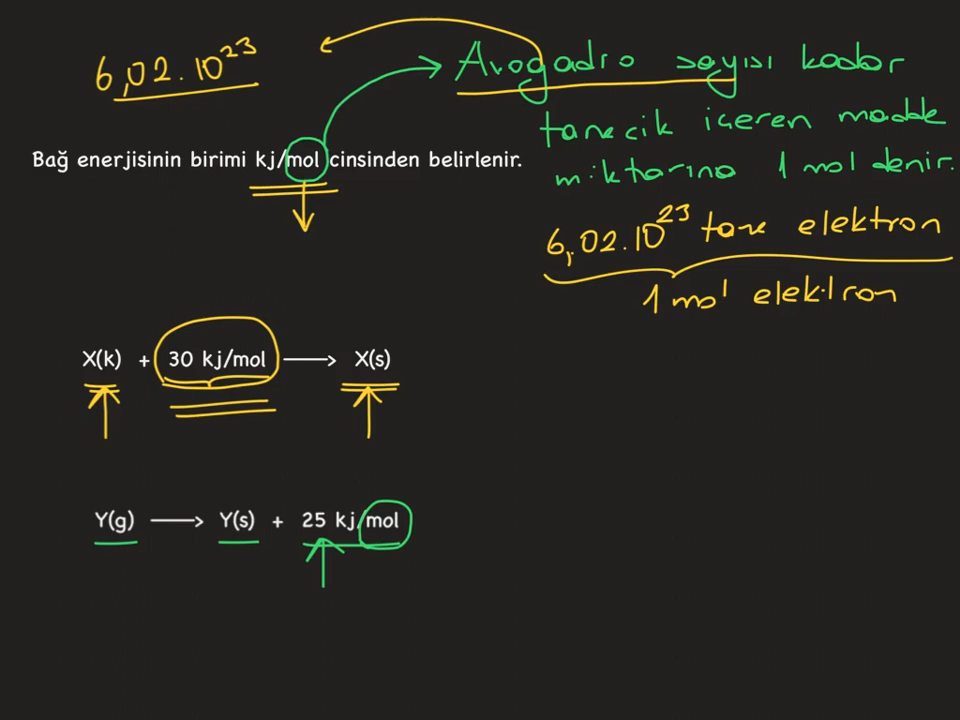 6,02.10²³
Avogadro sayısı kadar
tanecik içeren madde
miktarına 1 mol denir.
Bağ enerjisinin birimi kj/mol cinsinden belirlenir.
6,02.10²³ tane elektron
1 mol elektron
X(k) + 30 kj/mol ⟶ X(s)
Y(g) ⟶ Y(s) + 25 kj/mol